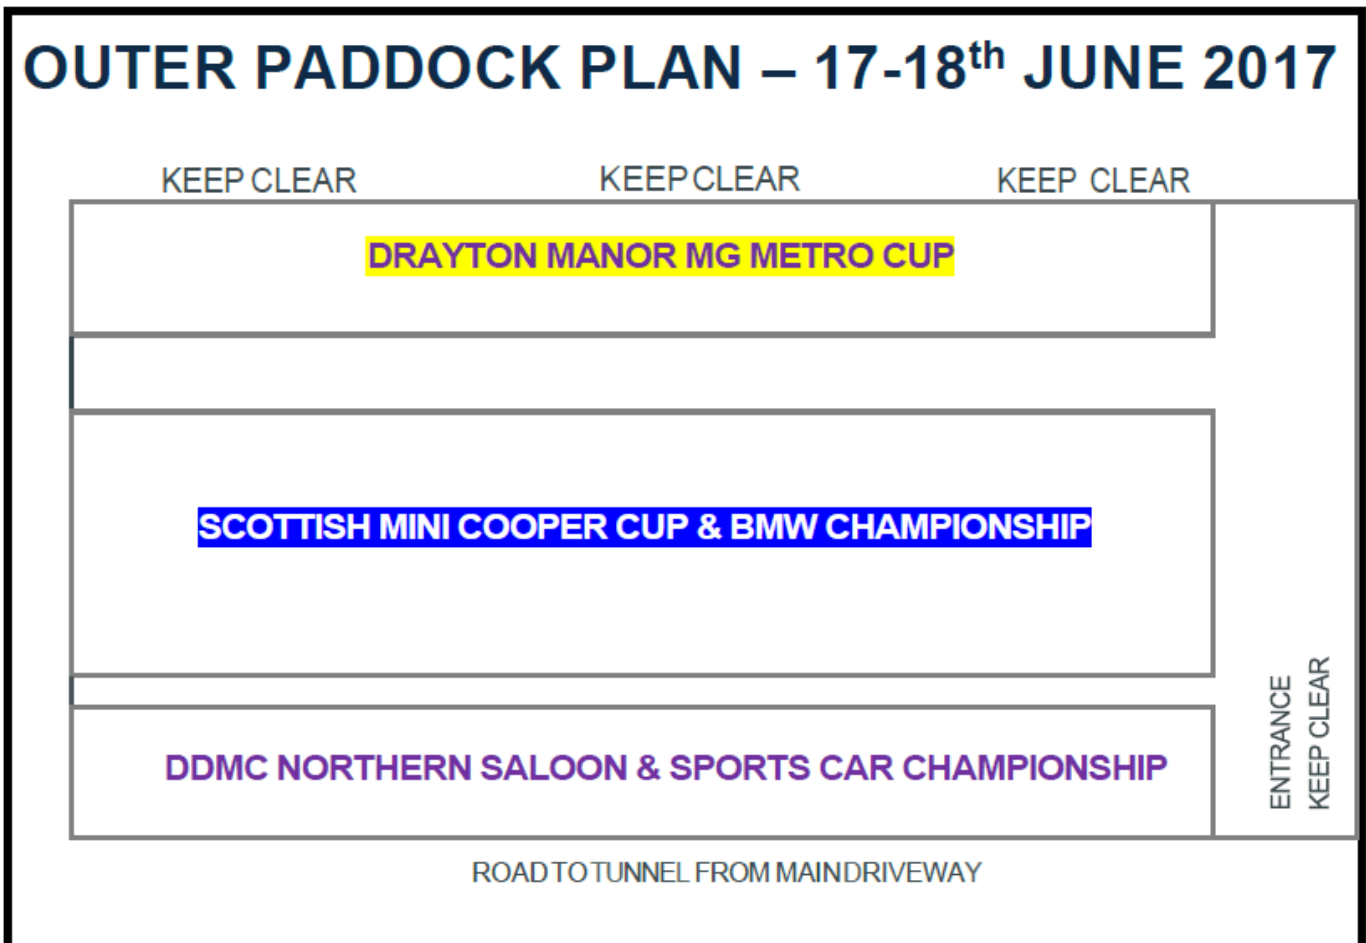 OUTER PADDOCK PLAN – 17-18th JUNE 2017
KEEP CLEAR KEEP CLEAR KEEP CLEAR
DRAYTON MANOR MG METRO CUP
SCOTTISH MINI COOPER CUP & BMW CHAMPIONSHIP
DDMC NORTHERN SALOON & SPORTS CAR CHAMPIONSHIP
ENTRANCE
KEEP CLEAR
ROAD TO TUNNEL FROM MAIN DRIVEWAY